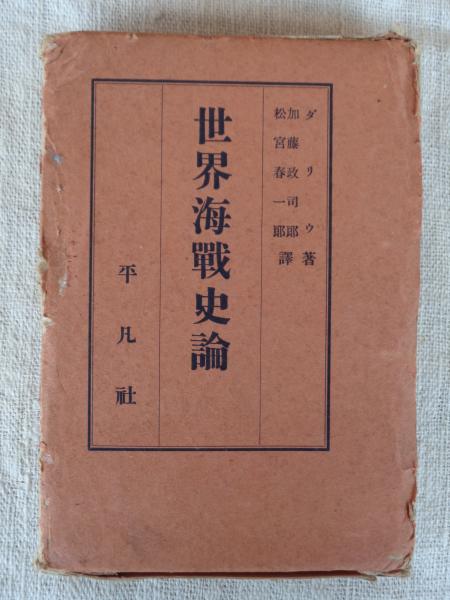 ダリウ著
加藤政司郎
松宮春一郎譯
世界海戰史論
平凡社